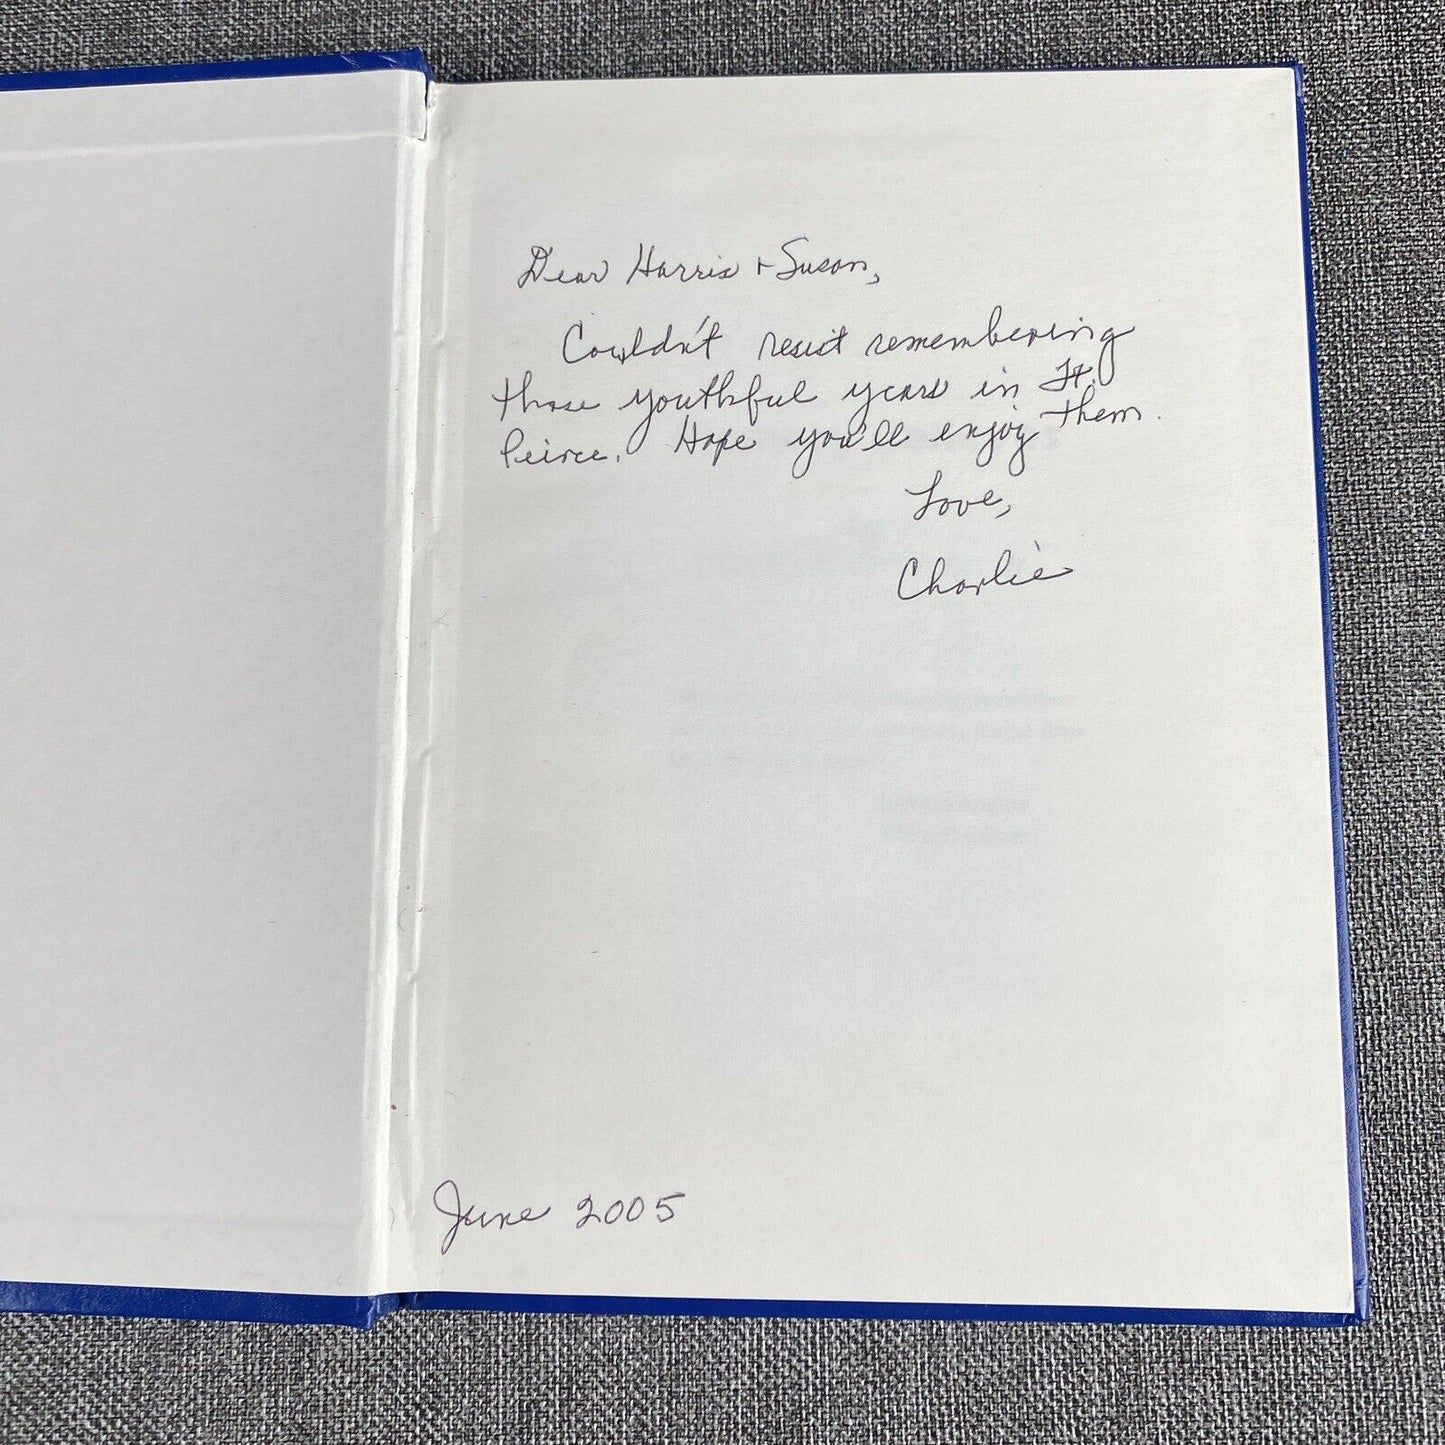 Dear Harris + Susan,
Couldn't resist remembering
those youthful years in Ft.
Peirce. Hope you'll enjoy them.
Love,
Charlie
June 2005